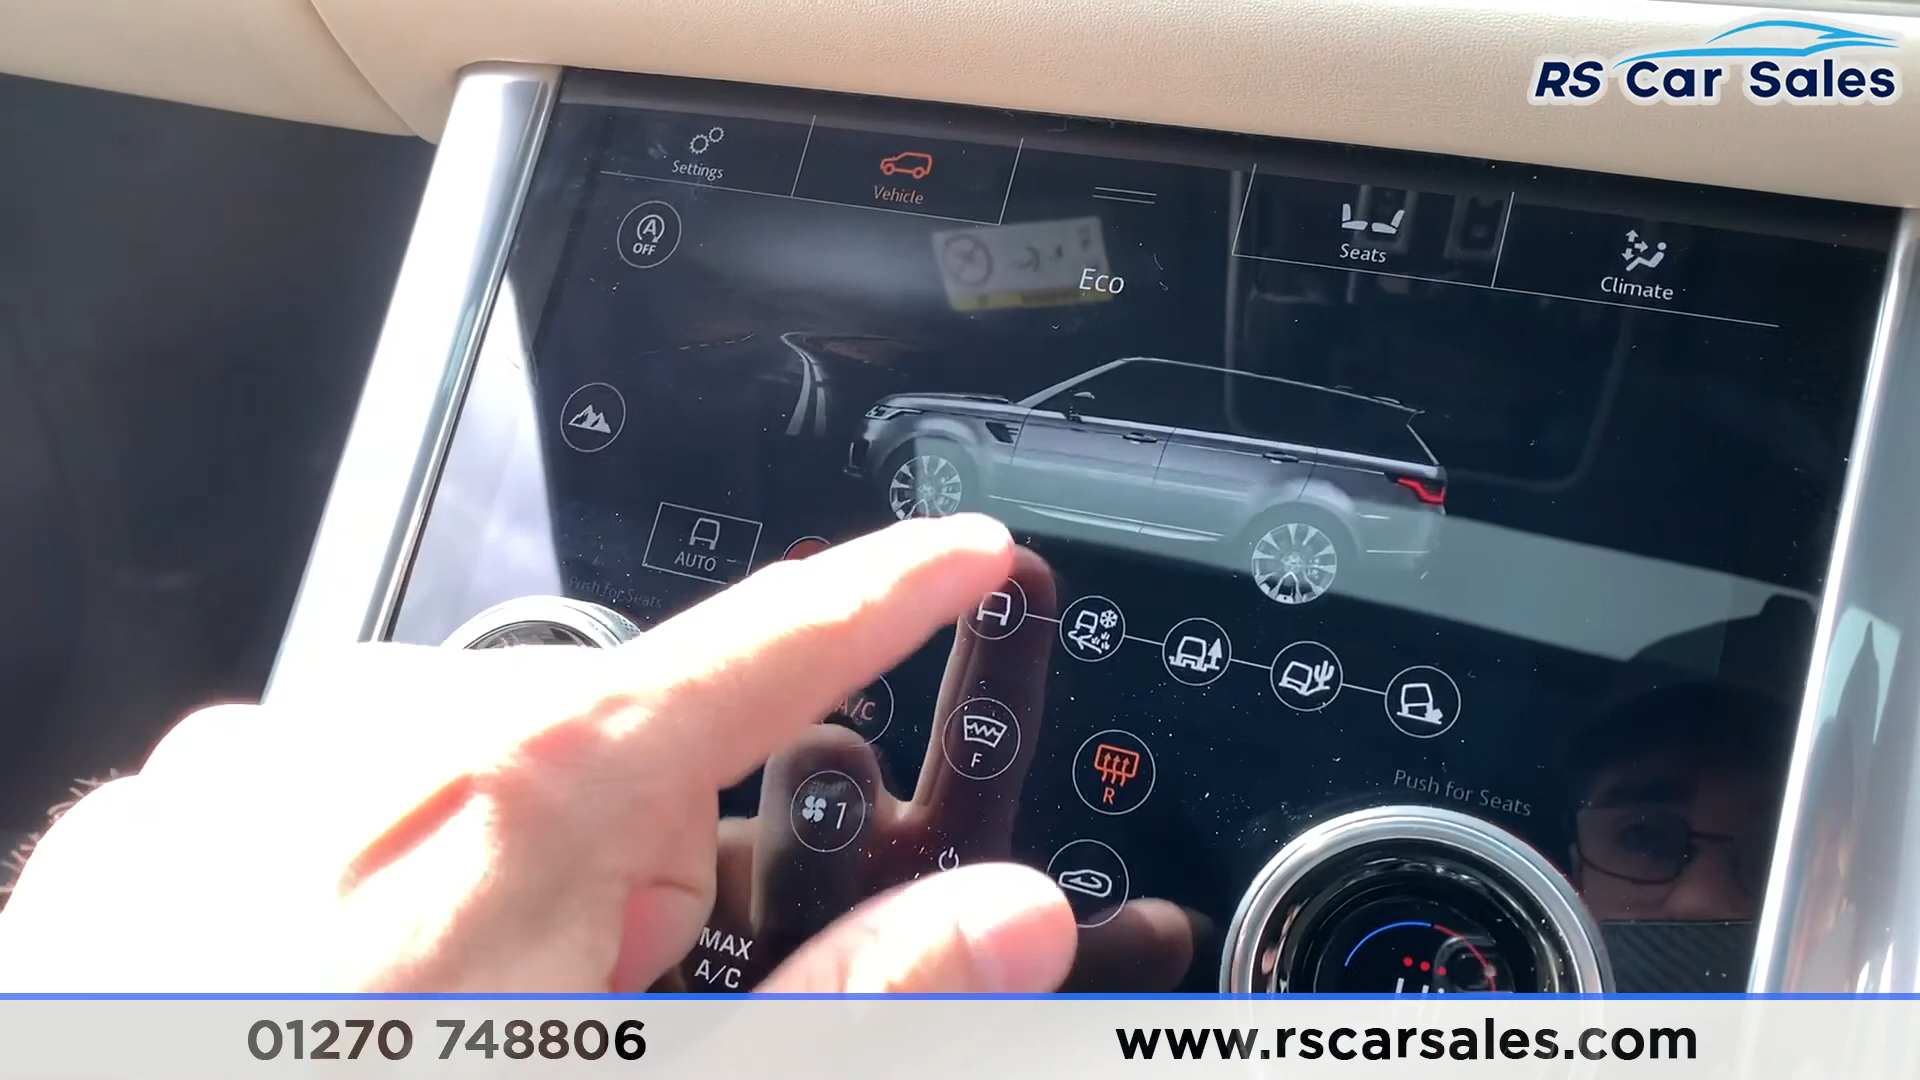 RS Car Sales
Settings
Vehicle
Seats
Climate
A
OFF
Eco
AUTO
Push for Seats
A/C
F
R
1
Push for Seats
MAX
A/C
01270 748806
www.rscarsales.com